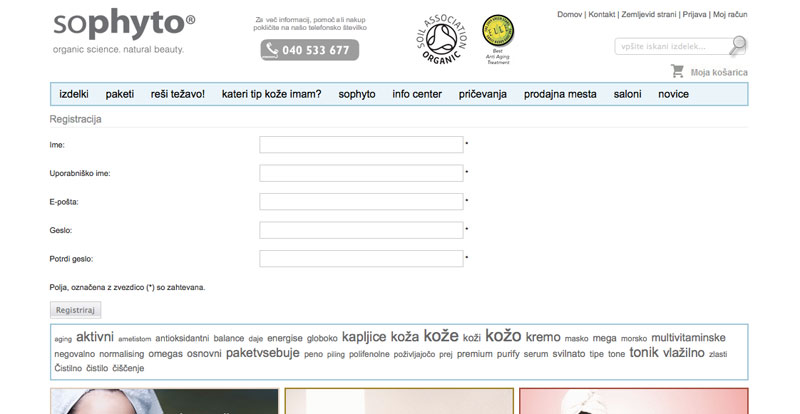 sophyto®
organic science. natural beauty.
Za več informacij, pomoč ali nakup
pokličite na našo telefonsko številko
040 533 677
SOIL ASSOCIATION
ORGANIC
Best
Anti Aging
Treatment
Domov | Kontakt | Zemljevid strani | Prijava | Moj račun
vpšite iskani izdelek...
Moja košarica
izdelki paketi reši težavo! kateri tip kože imam? sophyto info center pričevanja prodajna mesta saloni novice
Registracija
Ime: *
Uporabniško ime: *
E-pošta: *
Geslo: *
Potrdi geslo: *
Polja, označena z zvezdico (*) so zahtevana.
Registriraj
aging aktivni ametistom antioksidantni balance daje energise globoko kapljice koža kože koži kožo kremo masko mega morsko multivitaminske
negovalno normalising omegas osnovni paketvsebuje peno piling polifenolne poživljajočo prej premium purify serum svilnato tipe tone tonik vlažilno zlasti
Čistilno čistilo čiščenje